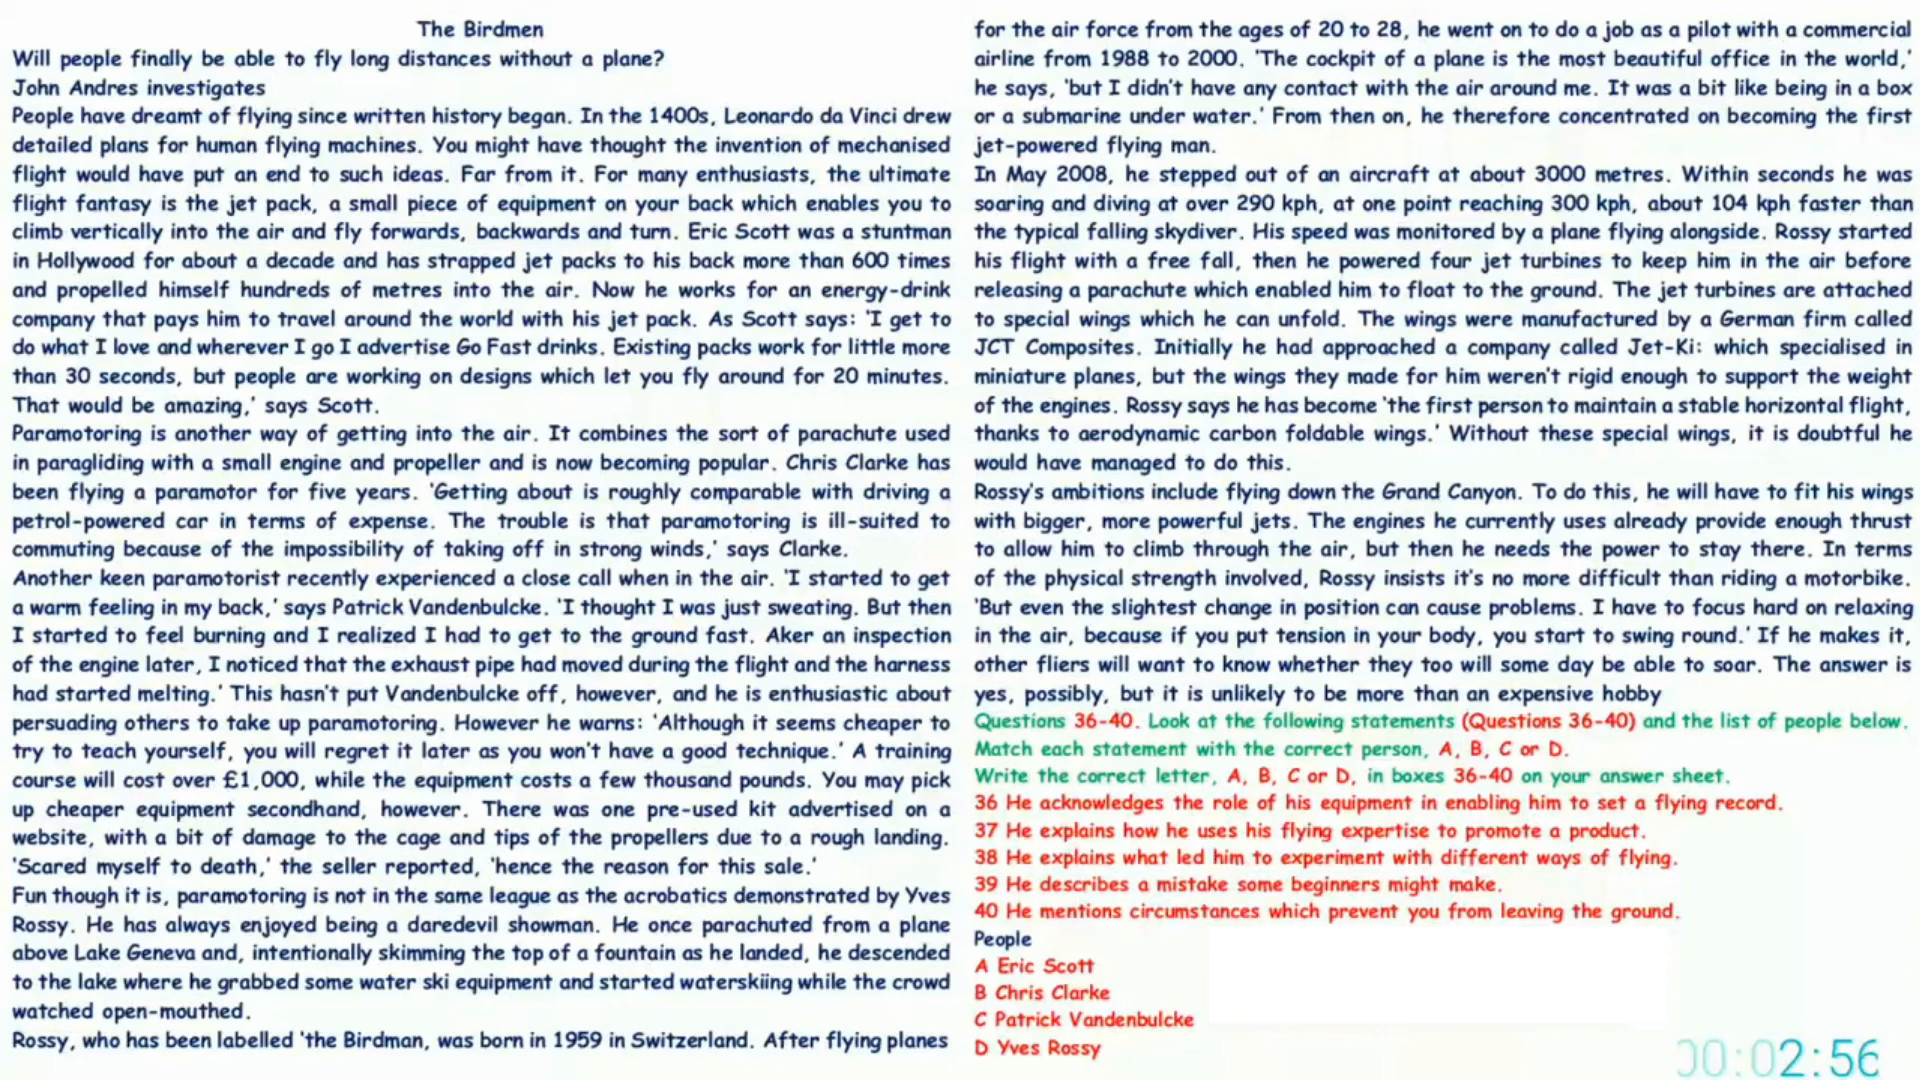 The Birdmen
Will people finally be able to fly long distances without a plane?
John Andres investigates
People have dreamt of flying since written history began. In the 1400s, Leonardo da Vinci drew
detailed plans for human flying machines. You might have thought the invention of mechanised
flight would have put an end to such ideas. Far from it. For many enthusiasts, the ultimate
flight fantasy is the jet pack, a small piece of equipment on your back which enables you to
climb vertically into the air and fly forwards, backwards and turn. Eric Scott was a stuntman
in Hollywood for about a decade and has strapped jet packs to his back more than 600 times
and propelled himself hundreds of metres into the air. Now he works for an energy-drink
company that pays him to travel around the world with his jet pack. As Scott says: 'I get to
do what I love and wherever I go I advertise Go Fast drinks. Existing packs work for little more
than 30 seconds, but people are working on designs which let you fly around for 20 minutes.
That would be amazing,' says Scott.
Paramotoring is another way of getting into the air. It combines the sort of parachute used
in paragliding with a small engine and propeller and is now becoming popular. Chris Clarke has
been flying a paramotor for five years. 'Getting about is roughly comparable with driving a
petrol-powered car in terms of expense. The trouble is that paramotoring is ill-suited to
commuting because of the impossibility of taking off in strong winds,' says Clarke.
Another keen paramotorist recently experienced a close call when in the air. 'I started to get
a warm feeling in my back,' says Patrick Vandenbulcke. 'I thought I was just sweating. But then
I started to feel burning and I realized I had to get to the ground fast. Aker an inspection
of the engine later, I noticed that the exhaust pipe had moved during the flight and the harness
had started melting.' This hasn't put Vandenbulcke off, however, and he is enthusiastic about
persuading others to take up paramotoring. However he warns: 'Although it seems cheaper to
try to teach yourself, you will regret it later as you won't have a good technique.' A training
course will cost over £1,000, while the equipment costs a few thousand pounds. You may pick
up cheaper equipment secondhand, however. There was one pre-used kit advertised on a
website, with a bit of damage to the cage and tips of the propellers due to a rough landing.
'Scared myself to death,' the seller reported, 'hence the reason for this sale.'
Fun though it is, paramotoring is not in the same league as the acrobatics demonstrated by Yves
Rossy. He has always enjoyed being a daredevil showman. He once parachuted from a plane
above Lake Geneva and, intentionally skimming the top of a fountain as he landed, he descended
to the lake where he grabbed some water ski equipment and started waterskiing while the crowd
watched open-mouthed.
Rossy, who has been labelled 'the Birdman, was born in 1959 in Switzerland. After flying planes
for the air force from the ages of 20 to 28, he went on to do a job as a pilot with a commercial
airline from 1988 to 2000. 'The cockpit of a plane is the most beautiful office in the world,'
he says, 'but I didn't have any contact with the air around me. It was a bit like being in a box
or a submarine under water.' From then on, he therefore concentrated on becoming the first
jet-powered flying man.
In May 2008, he stepped out of an aircraft at about 3000 metres. Within seconds he was
soaring and diving at over 290 kph, at one point reaching 300 kph, about 104 kph faster than
the typical falling skydiver. His speed was monitored by a plane flying alongside. Rossy started
his flight with a free fall, then he powered four jet turbines to keep him in the air before
releasing a parachute which enabled him to float to the ground. The jet turbines are attached
to special wings which he can unfold. The wings were manufactured by a German firm called
JCT Composites. Initially he had approached a company called Jet-Ki: which specialised in
miniature planes, but the wings they made for him weren't rigid enough to support the weight
of the engines. Rossy says he has become 'the first person to maintain a stable horizontal flight,
thanks to aerodynamic carbon foldable wings.' Without these special wings, it is doubtful he
would have managed to do this.
Rossy's ambitions include flying down the Grand Canyon. To do this, he will have to fit his wings
with bigger, more powerful jets. The engines he currently uses already provide enough thrust
to allow him to climb through the air, but then he needs the power to stay there. In terms
of the physical strength involved, Rossy insists it's no more difficult than riding a motorbike.
'But even the slightest change in position can cause problems. I have to focus hard on relaxing
in the air, because if you put tension in your body, you start to swing round.' If he makes it,
other fliers will want to know whether they too will some day be able to soar. The answer is
yes, possibly, but it is unlikely to be more than an expensive hobby
Questions 36-40. Look at the following statements (Questions 36-40) and the list of people below.
Match each statement with the correct person, A, B, C or D.
Write the correct letter, A, B, C or D, in boxes 36-40 on your answer sheet.
36 He acknowledges the role of his equipment in enabling him to set a flying record.
37 He explains how he uses his flying expertise to promote a product.
38 He explains what led him to experiment with different ways of flying.
39 He describes a mistake some beginners might make.
40 He mentions circumstances which prevent you from leaving the ground.
People
A Eric Scott
B Chris Clarke
C Patrick Vandenbulcke
D Yves Rossy
00:02:56